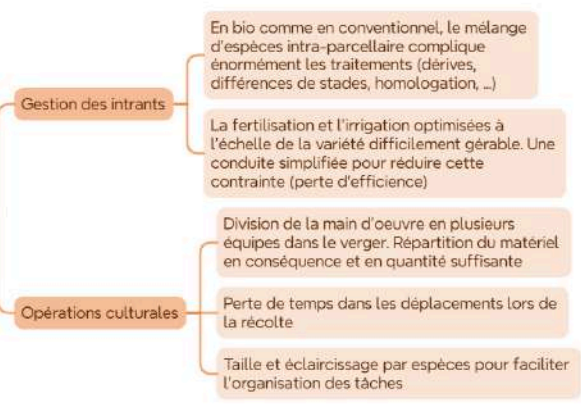 Gestion des intrants
En bio comme en conventionnel, le mélange
d'espèces intra-parcellaire complique
énormément les traitements (dérives,
différences de stades, homologation, ...)
La fertilisation et l'irrigation optimisées à
l'échelle de la variété difficilement gérable. Une
conduite simplifiée pour réduire cette
contrainte (perte d'efficience)
Opérations culturales
Division de la main d'oeuvre en plusieurs
équipes dans le verger. Répartition du matériel
en conséquence et en quantité suffisante
Perte de temps dans les déplacements lors de
la récolte
Taille et éclaircissage par espèces pour faciliter
l'organisation des tâches